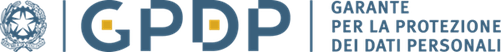 GPDP
GARANTE
PER LA PROTEZIONE
DEI DATI PERSONALI